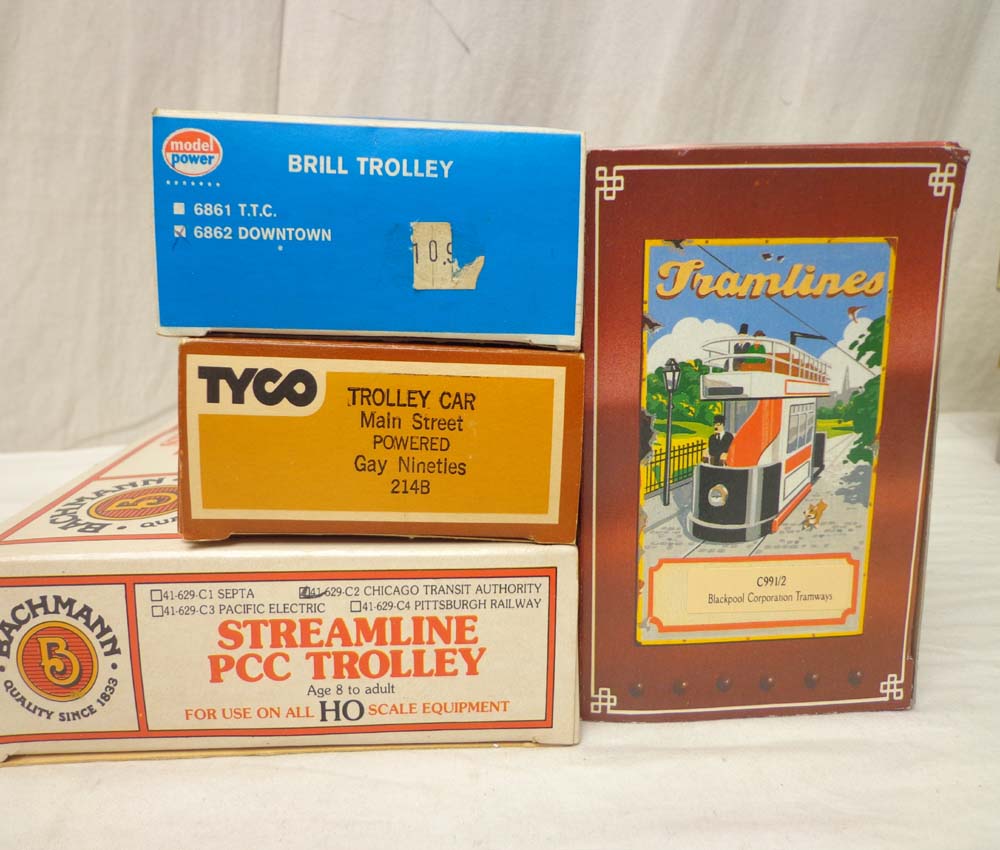 model
power
BRILL TROLLEY
6861 T.T.C.
6862 DOWNTOWN
10.9
TYCO
TROLLEY CAR
Main Street
POWERED
Gay Nineties
214B
BACHMANN
B
BACHMANN
B
QUALITY SINCE 1833
41-629-C1 SEPTA 41-629-C2 CHICAGO TRANSIT AUTHORITY
41-629-C3 PACIFIC ELECTRIC 41-629-C4 PITTSBURGH RAILWAY
STREAMLINE
PCC TROLLEY
Age 8 to adult
FOR USE ON ALL HO SCALE EQUIPMENT
Tramlines
C991/2
Blackpool Corporation Tramways